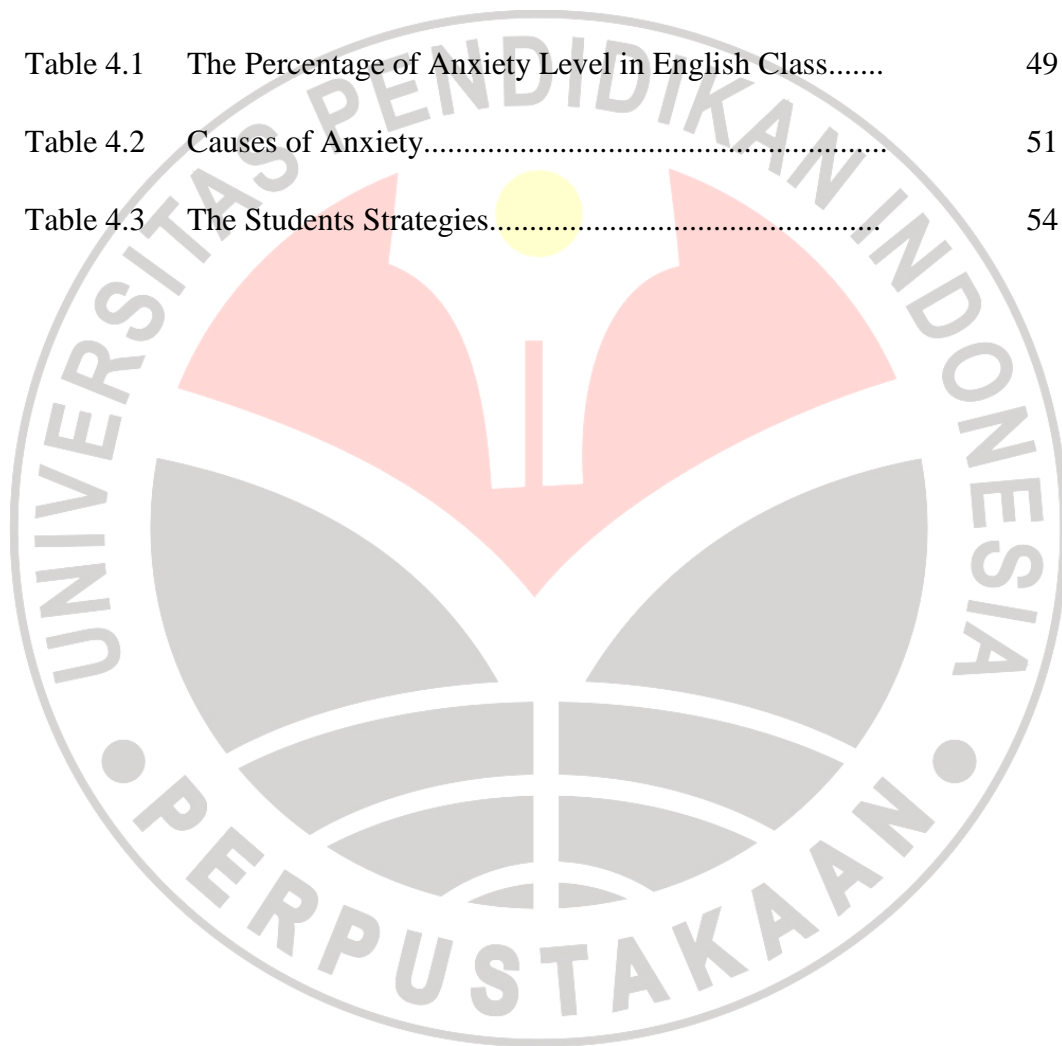 Table 4.1 The Percentage of Anxiety Level in English Class....... 49
Table 4.2 Causes of Anxiety.......................................................... 51
Table 4.3 The Students Strategies................................................ 54
UNIVERSITAS PENDIDIKAN INDONESIA
PERPUSTAKAAN